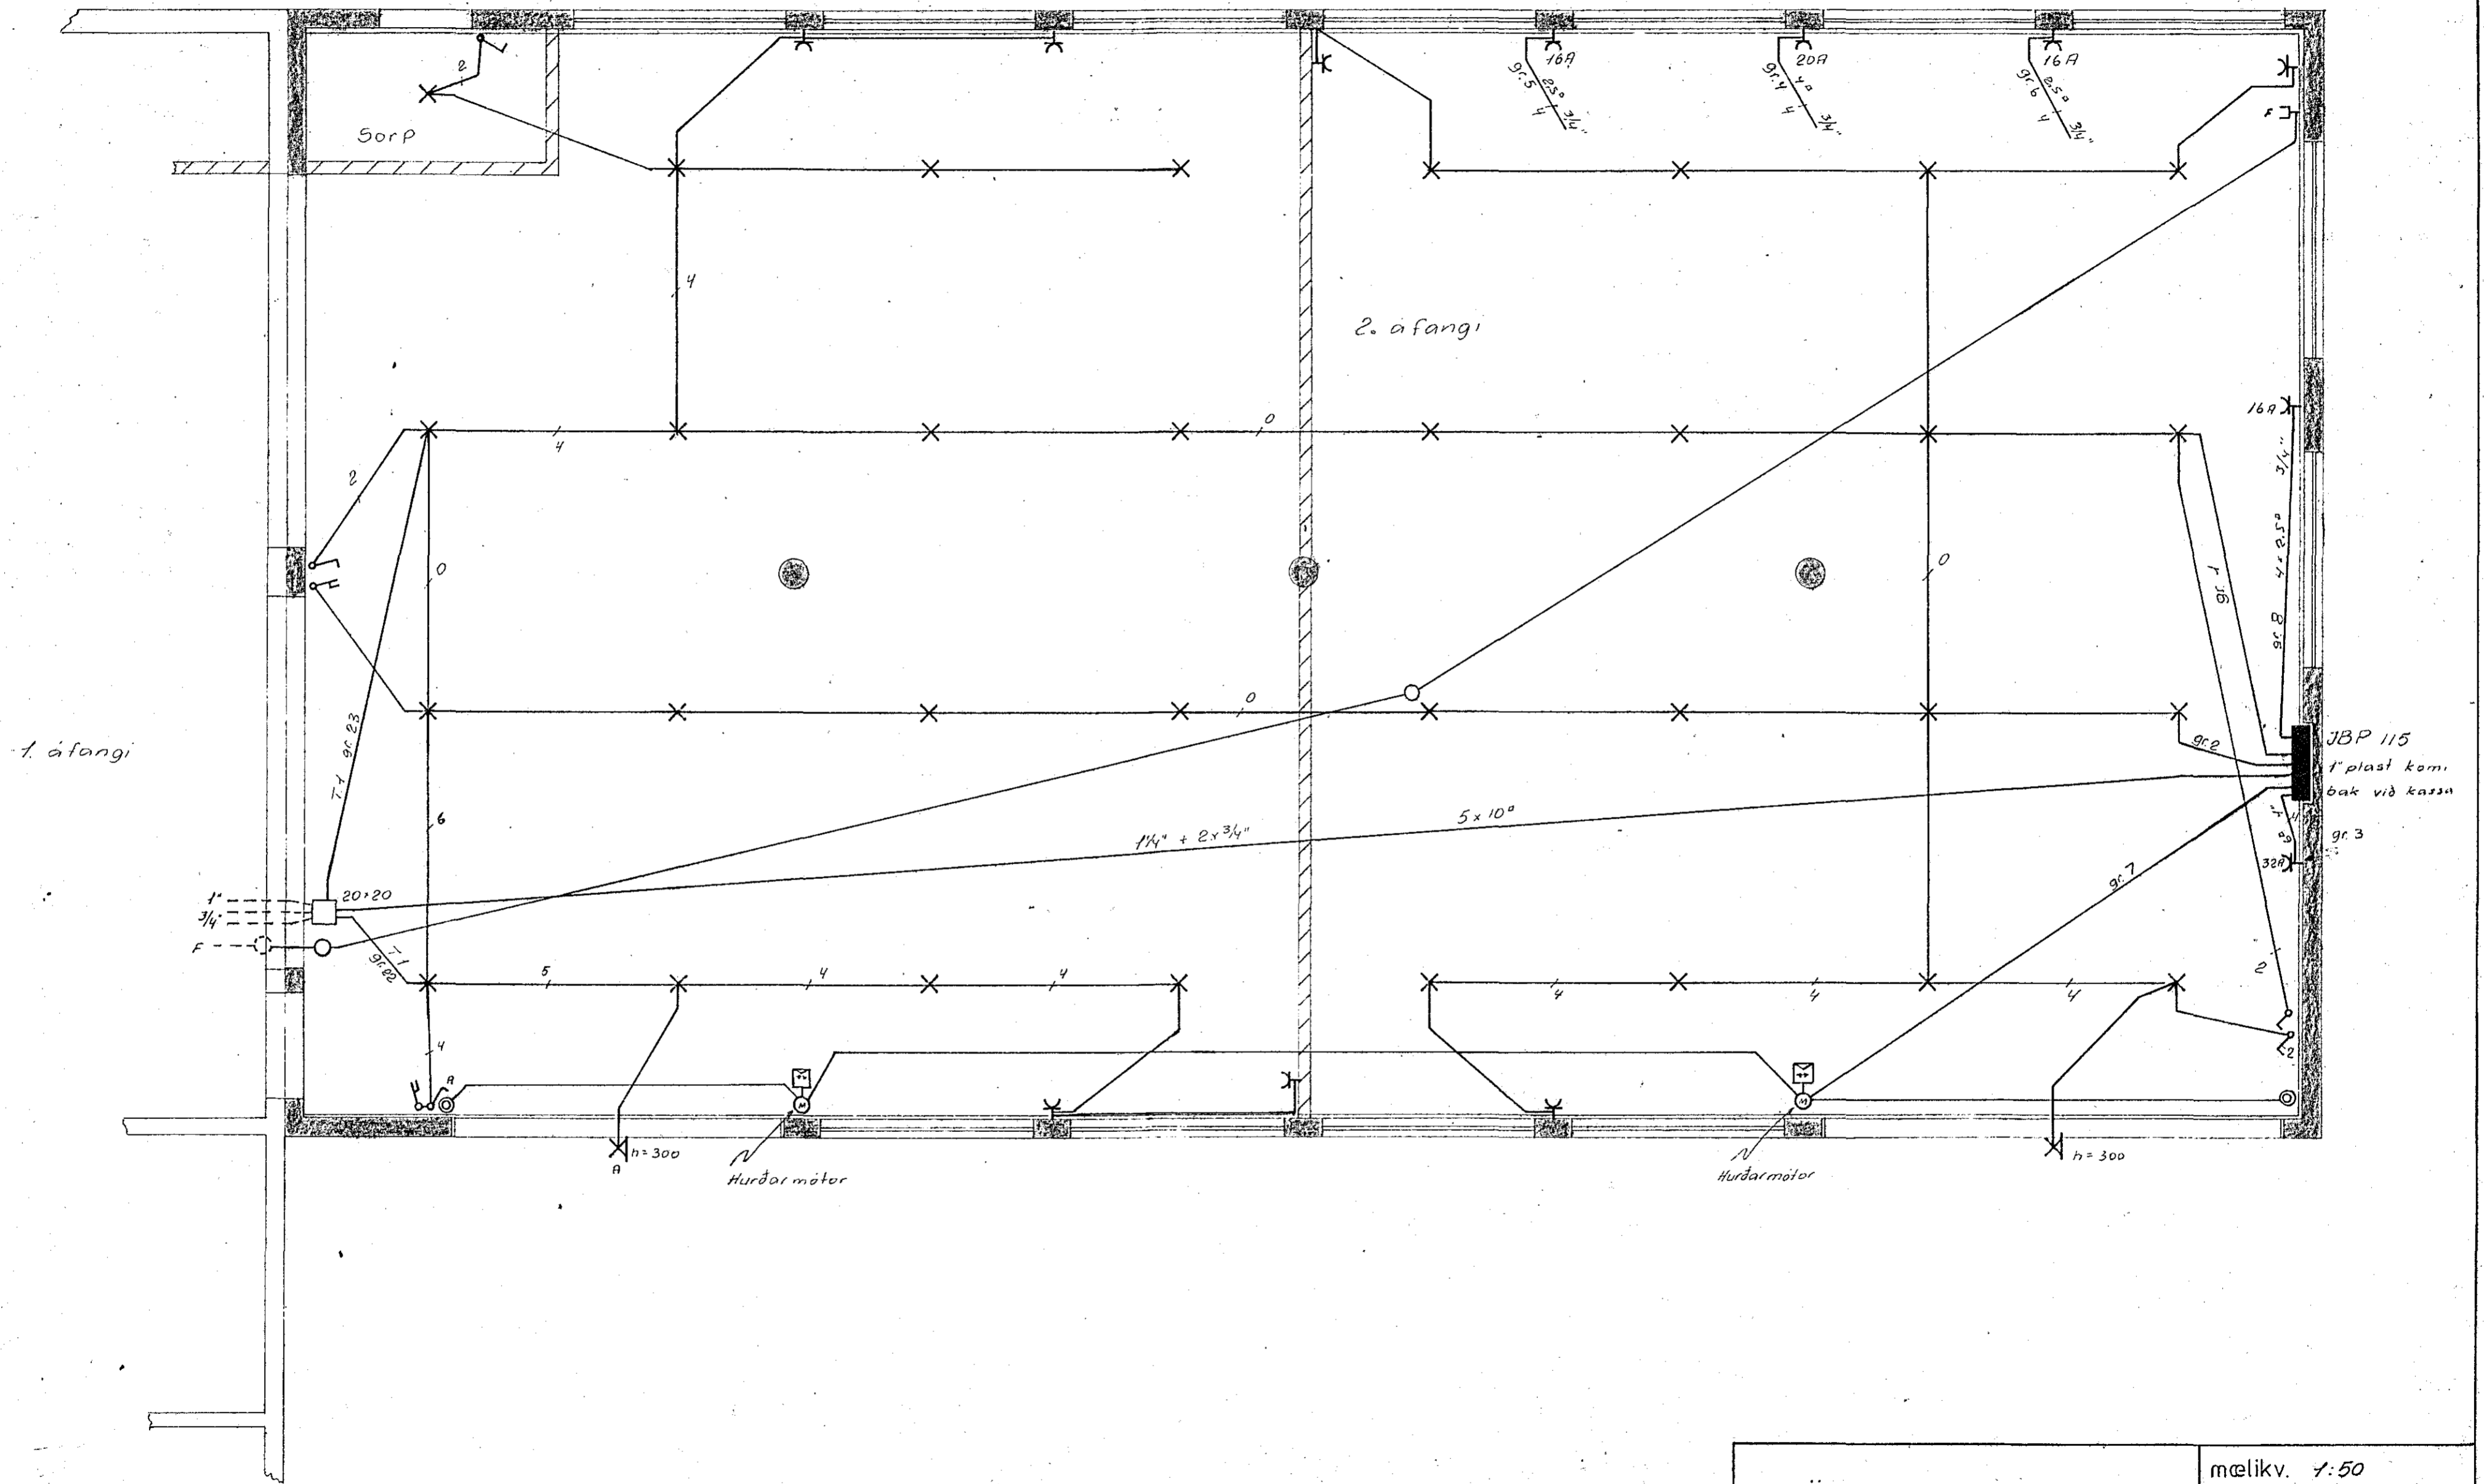 2
Sorp
16A
gr.5
2.5□
4
3/4"
20A
gr.4
4□
4
3/4"
16A
gr.6
2.5□
4
3/4"
F
4
2. áfangi
16A
3/4"
4 x 2.5□
gr. 8
4
0
2
0
0
gr. 1
1. áfangi
T.1 gr. 23
0
gr.2
JBP 115
1" plast kom.
bak við kassa
6
1 1/4" + 2 x 3/4"
5 x 10□
4
6□
1"
gr. 3
32A
gr.7
20×20
1"
3/4"
F
T.1
gr.22
5
4
4
4
4
4
2
4
A
M
M
2
h=300
A
Hurðarmótor
Hurðarmótor
h=300
mælikv. 1:50